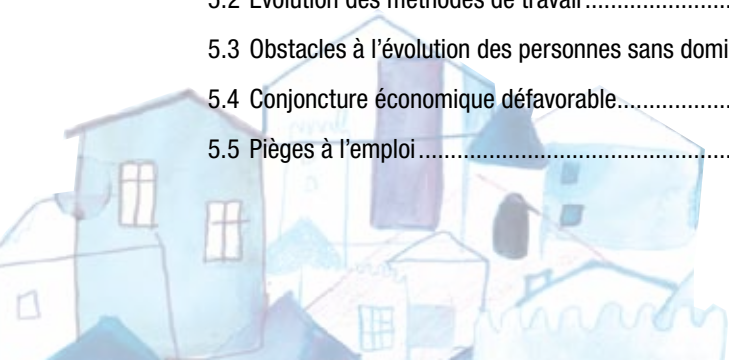 5.2 Évolution des méthodes de travail......................
5.3 Obstacles à l’évolution des personnes sans
5.4 Conjoncture économique défavorable..................
5.5 Pièges à l’emploi.................................................